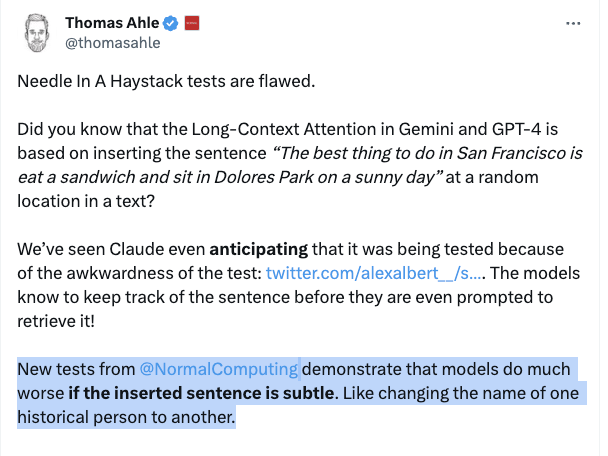 Thomas Ahle
@thomasahle
Needle In A Haystack tests are flawed.
Did you know that the Long-Context Attention in Gemini and GPT-4 is
based on inserting the sentence “The best thing to do in San Francisco is
eat a sandwich and sit in Dolores Park on a sunny day” at a random
location in a text?
We’ve seen Claude even anticipating that it was being tested because
of the awkwardness of the test: twitter.com/alexalbert__/s.... The models
know to keep track of the sentence before they are even prompted to
retrieve it!
New tests from @NormalComputing demonstrate that models do much
worse if the inserted sentence is subtle. Like changing the name of one
historical person to another.